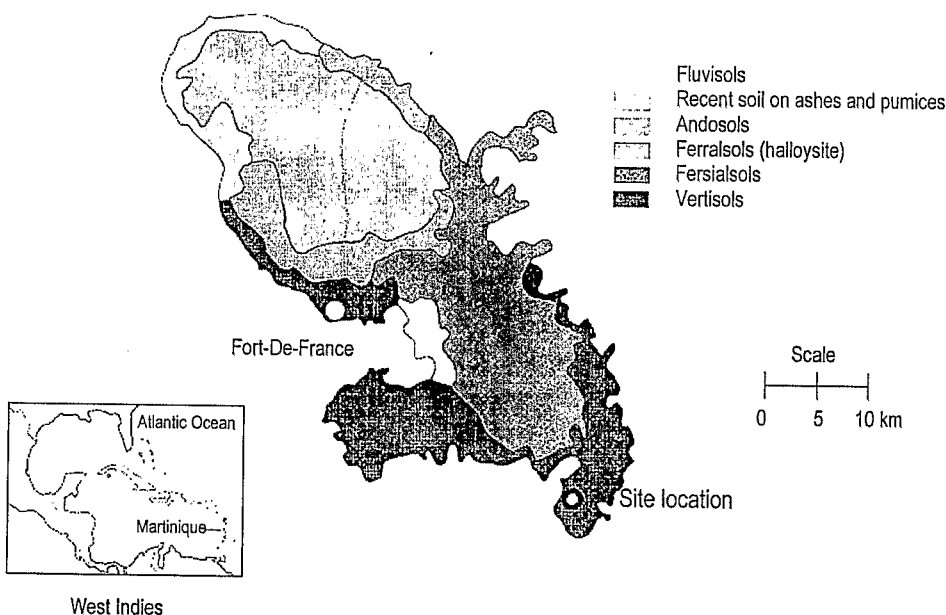 Fluvisols
Recent soil on ashes and pumices
Andosols
Ferralsols (halloysite)
Fersialsols
Vertisols
Fort-De-France
Scale
0 5 10 km
Atlantic Ocean
Martinique
Site location
West Indies